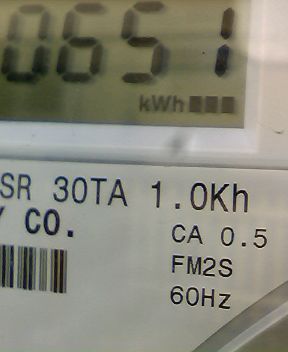 0651
kWh
SR 30TA 1.0Kh
Y CO.
CA 0.5
FM2S
60Hz